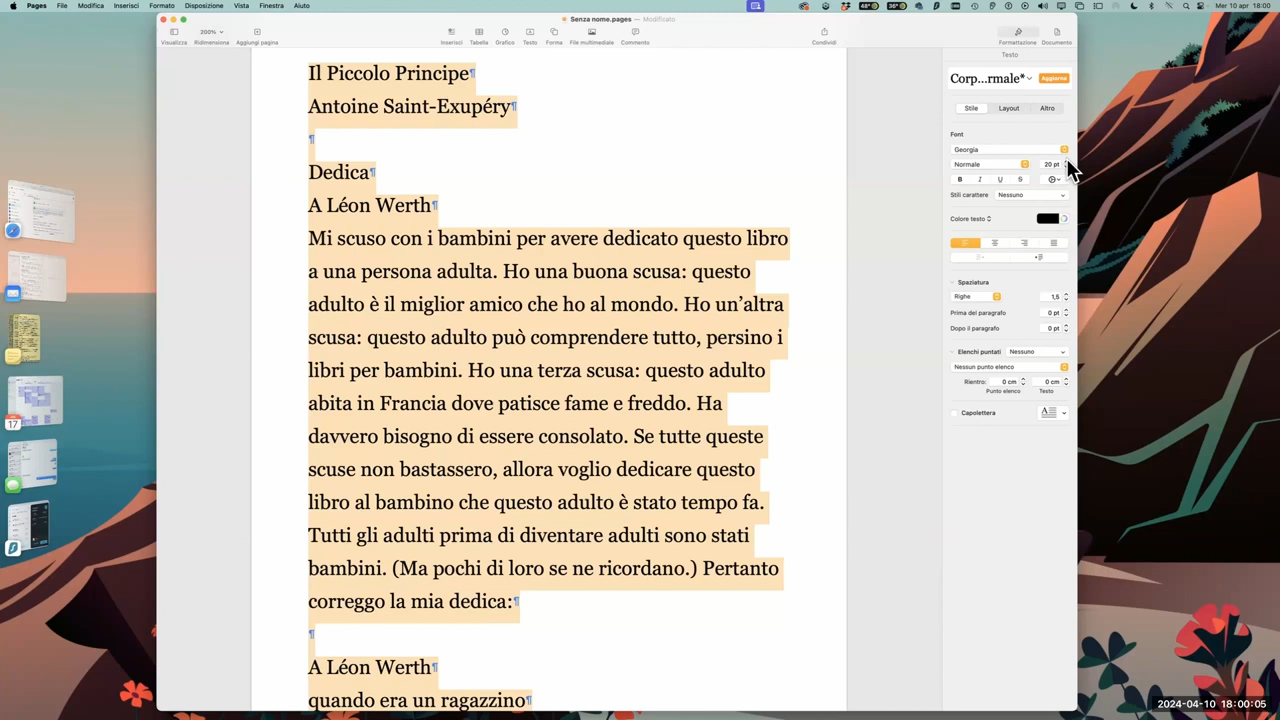 Pages File Modifica Inserisci Formato Disposizione Vista Finestra Aiuto
48° 36° Mer 10 apr 18:00
Senza nome.pages — Modificato
200%
Visualizza Ridimensiona Aggiungi pagina Inserisci Tabella Grafico Testo Forma File multimediale Commento Condividi Formattazione Documento
Testo
Corp...rmale* Aggiorna
Stile Layout Altro
Font
Georgia
Normale 20 pt
B I U S
Stili carattere Nessuno
Colore testo
Spaziatura
Righe 1,5
Prima del paragrafo 0 pt
Dopo il paragrafo 0 pt
Elenchi puntati Nessuno
Nessun punto elenco
Rientro: 0 cm 0 cm
Punto elenco Testo
Capolettera
Il Piccolo Principe¶
Antoine Saint-Exupéry¶
¶
Dedica¶
A Léon Werth¶
Mi scuso con i bambini per avere dedicato questo libro
a una persona adulta. Ho una buona scusa: questo
adulto è il miglior amico che ho al mondo. Ho un’altra
scusa: questo adulto può comprendere tutto, persino i
libri per bambini. Ho una terza scusa: questo adulto
abita in Francia dove patisce fame e freddo. Ha
davvero bisogno di essere consolato. Se tutte queste
scuse non bastassero, allora voglio dedicare questo
libro al bambino che questo adulto è stato tempo fa.
Tutti gli adulti prima di diventare adulti sono stati
bambini. (Ma pochi di loro se ne ricordano.) Pertanto
correggo la mia dedica:¶
¶
A Léon Werth¶
quando era un ragazzino¶
17
2024-04-10 18:00:05